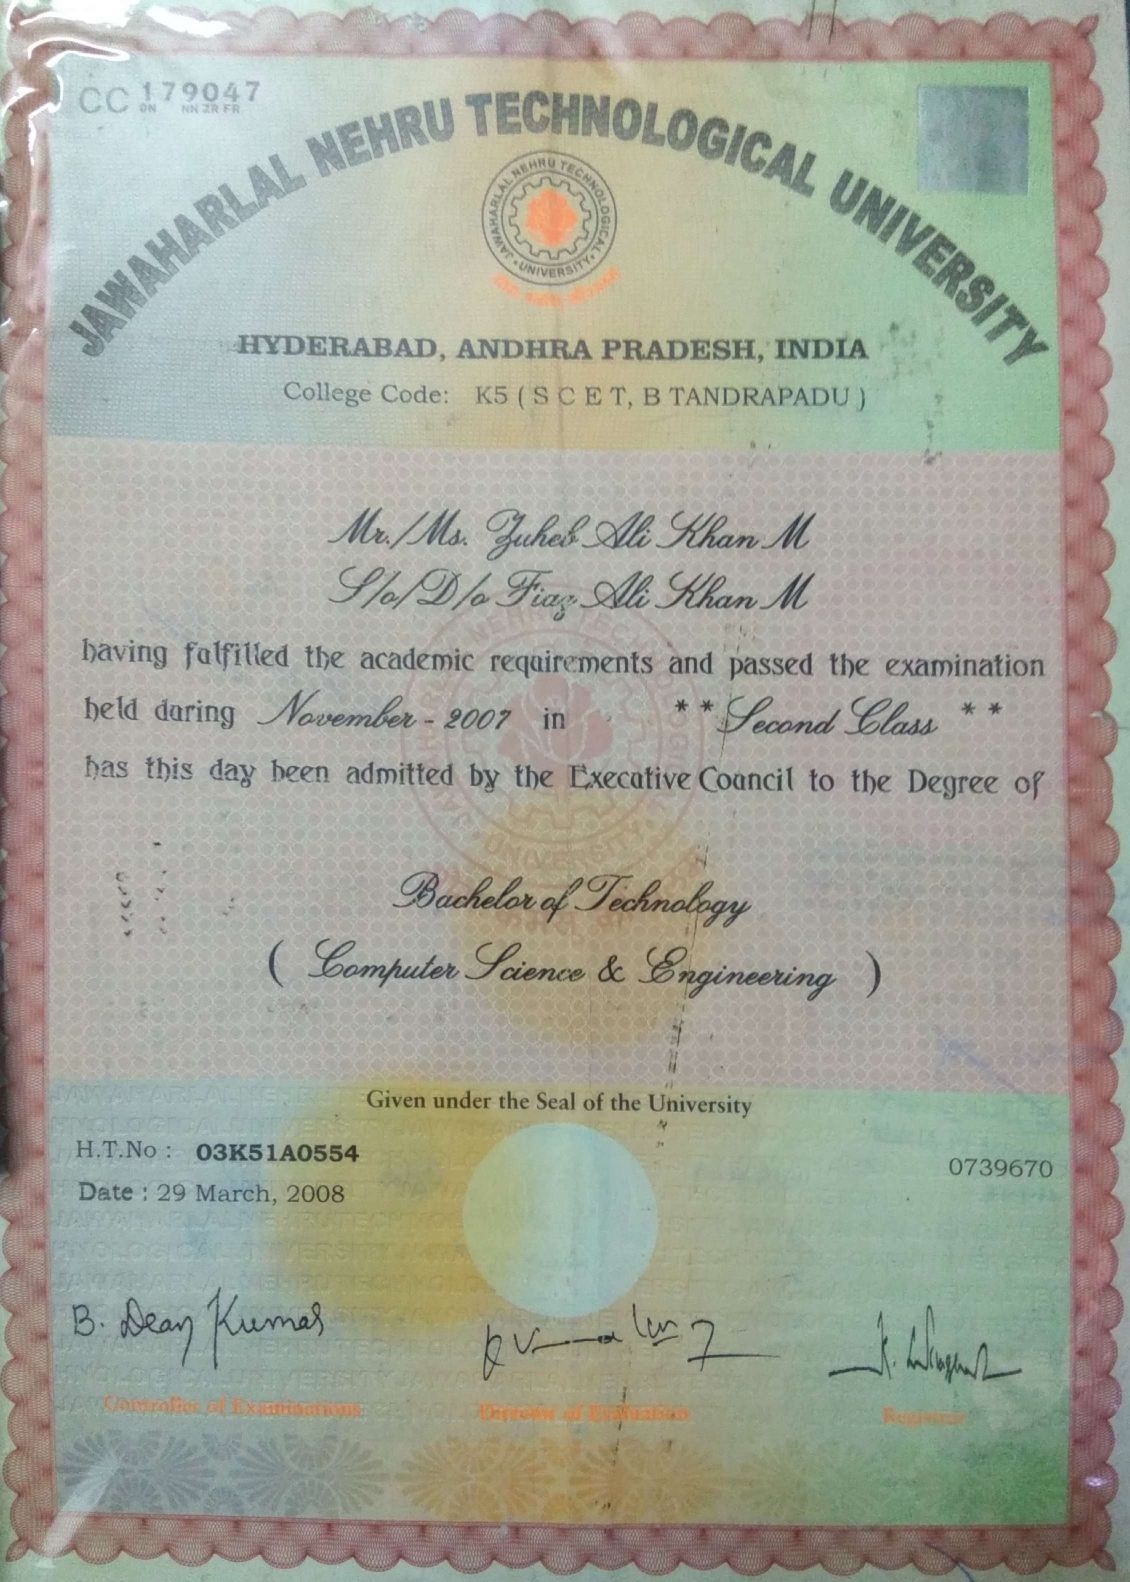 CC 179047
ON NN ZR FR
JAWAHARLAL NEHRU TECHNOLOGICAL UNIVERSITY
JAWAHARLAL NEHRU TECHNOLOGICAL
UNIVERSITY
HYDERABAD, ANDHRA PRADESH, INDIA
College Code: K5 ( S C E T, B TANDRAPADU )
Mr./Ms. Zuheb Ali Khan M
S/o/D/o Fiaz Ali Khan M
having fulfilled the academic requirements and passed the examination
held during November - 2007 in ** Second Class **
has this day been admitted by the Executive Council to the Degree of
Bachelor of Technology
( Computer Science & Engineering )
Given under the Seal of the University
H.T.No : 03K51A0554
0739670
Date : 29 March, 2008
B. Dean Kumar
Controller of Examinations Director of Evaluation Registrar